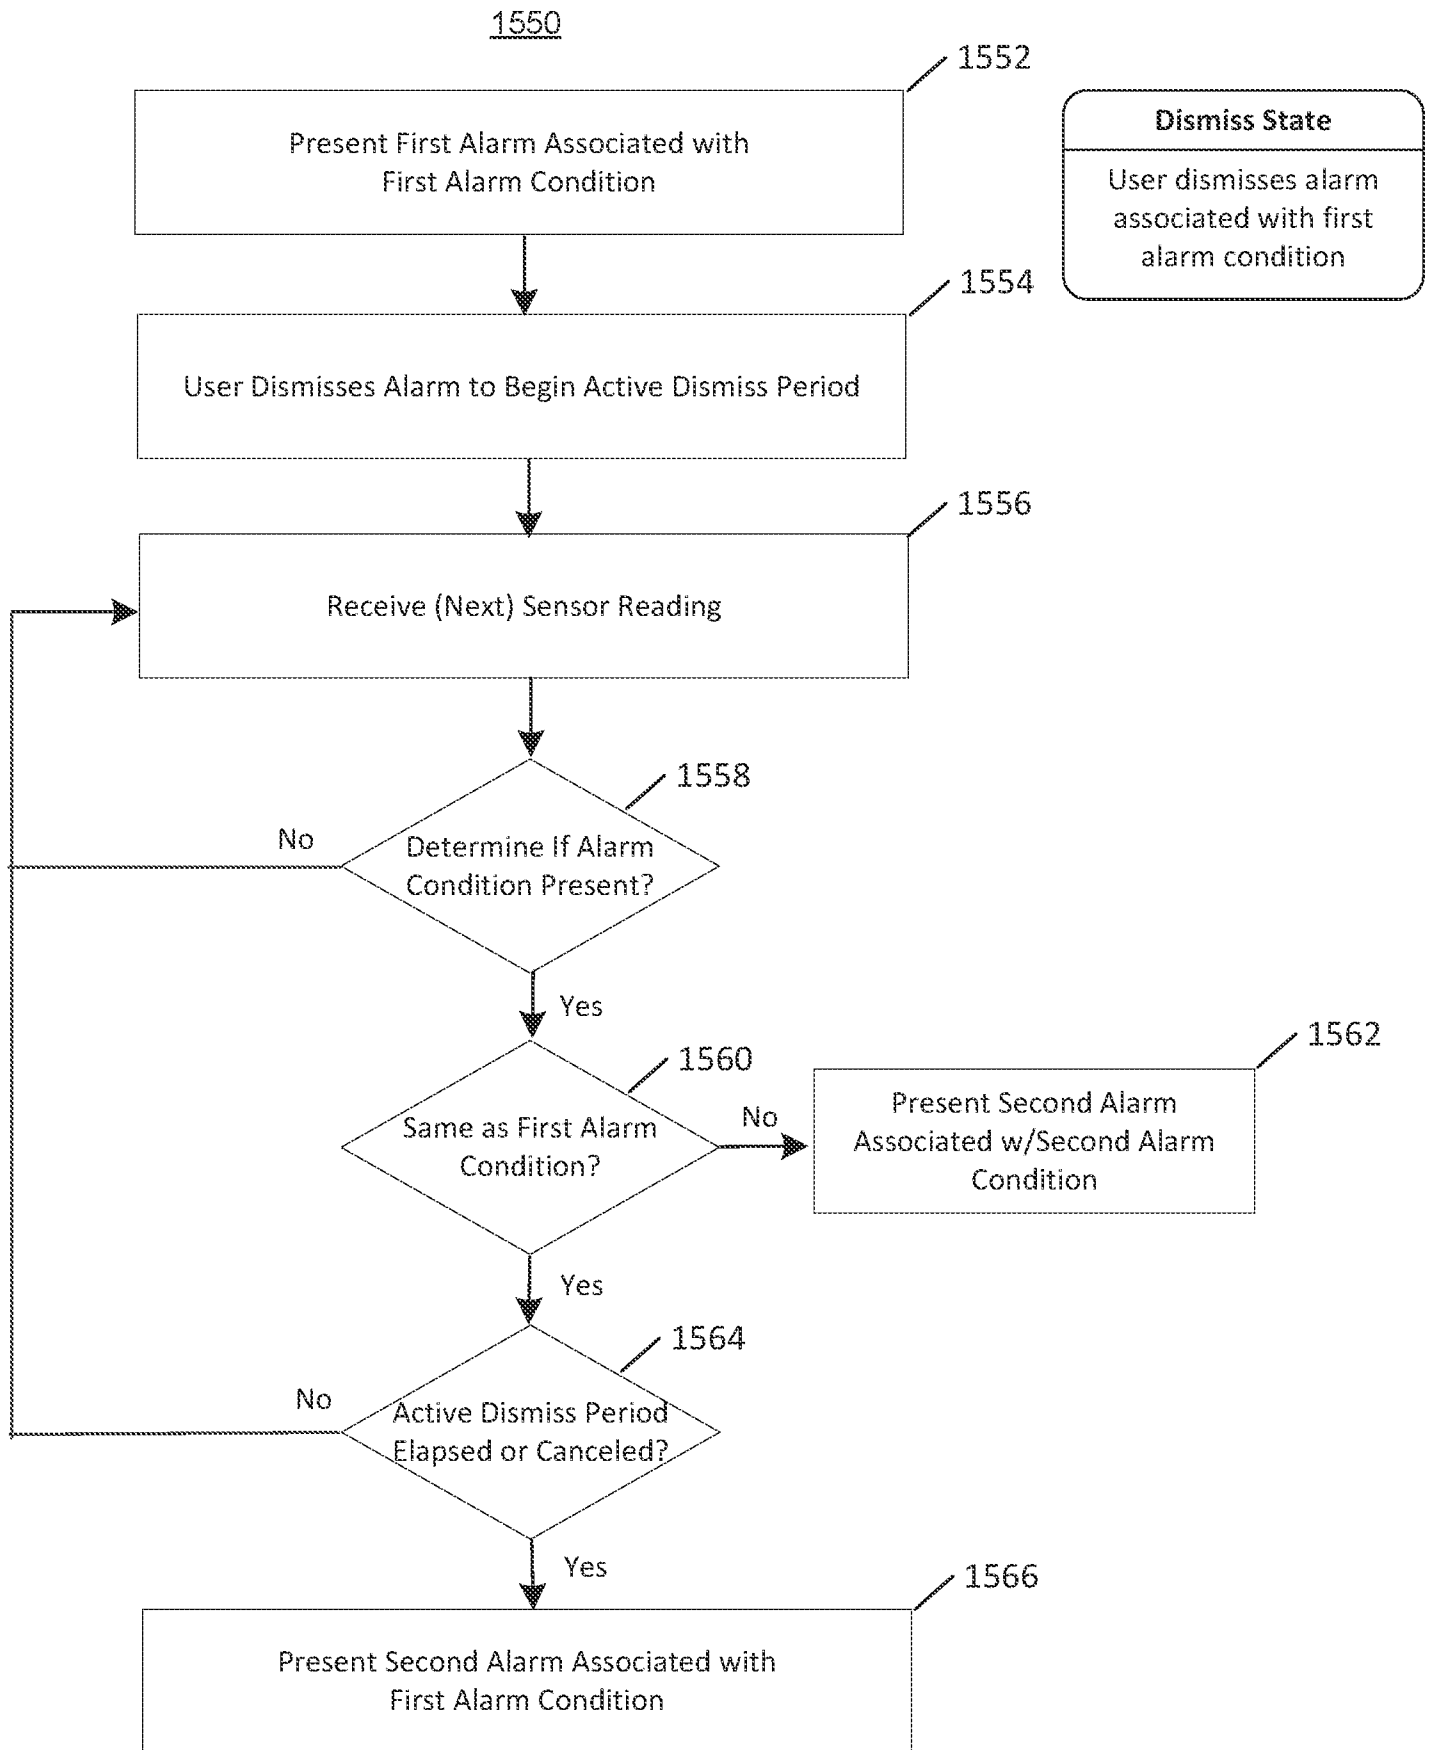 1550
1552
Present First Alarm Associated with
First Alarm Condition
Dismiss State
User dismisses alarm
associated with first
alarm condition
1554
User Dismisses Alarm to Begin Active Dismiss Period
1556
Receive (Next) Sensor Reading
1558
No
Determine If Alarm
Condition Present?
Yes
1560
Same as First Alarm
Condition?
No
1562
Present Second Alarm
Associated w/Second Alarm
Condition
Yes
1564
No
Active Dismiss Period
Elapsed or Canceled?
Yes
1566
Present Second Alarm Associated with
First Alarm Condition